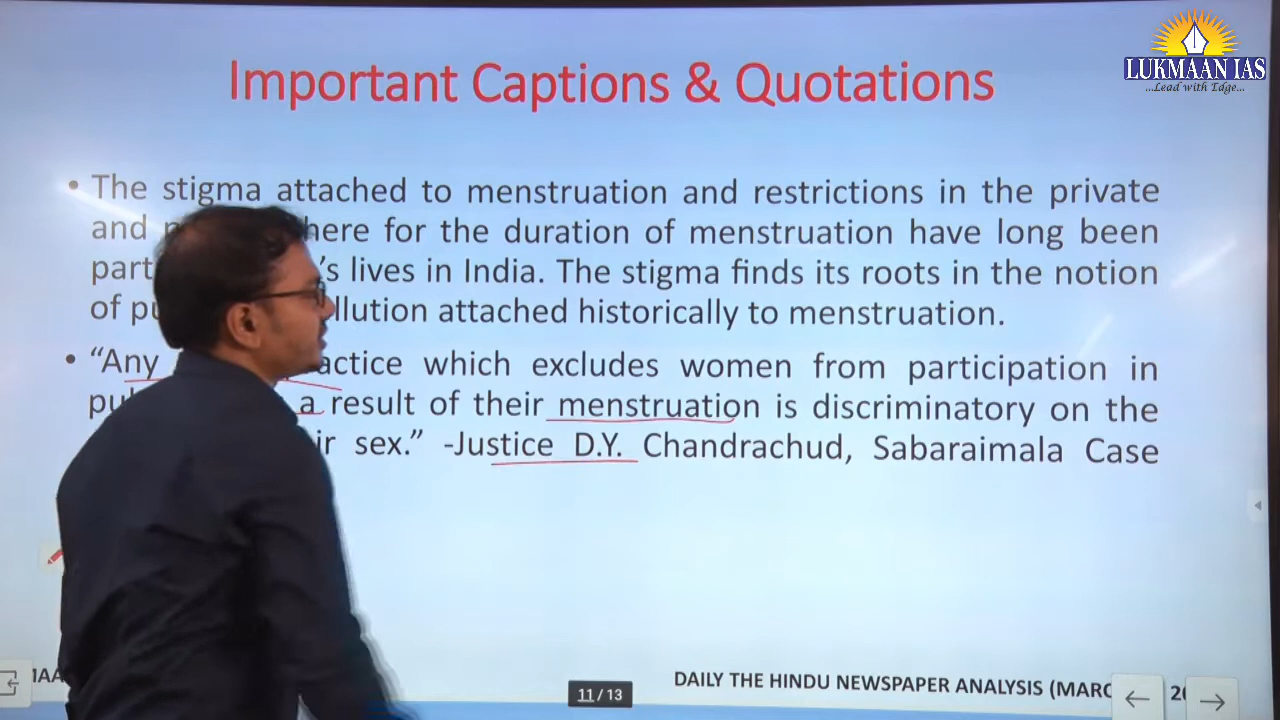 LUKMAAN IAS
...Lead with Edge...
Important Captions & Quotations
• The stigma attached to menstruation and restrictions in the private
and here for the duration of menstruation have long been
part 's lives in India. The stigma finds its roots in the notion
of llution attached historically to menstruation.
• “Any actice which excludes women from participation in
a result of their menstruation is discriminatory on the
sex.” -Justice D.Y. Chandrachud, Sabaraimala Case
11 / 13
DAILY THE HINDU NEWSPAPER ANALYSIS (MARC